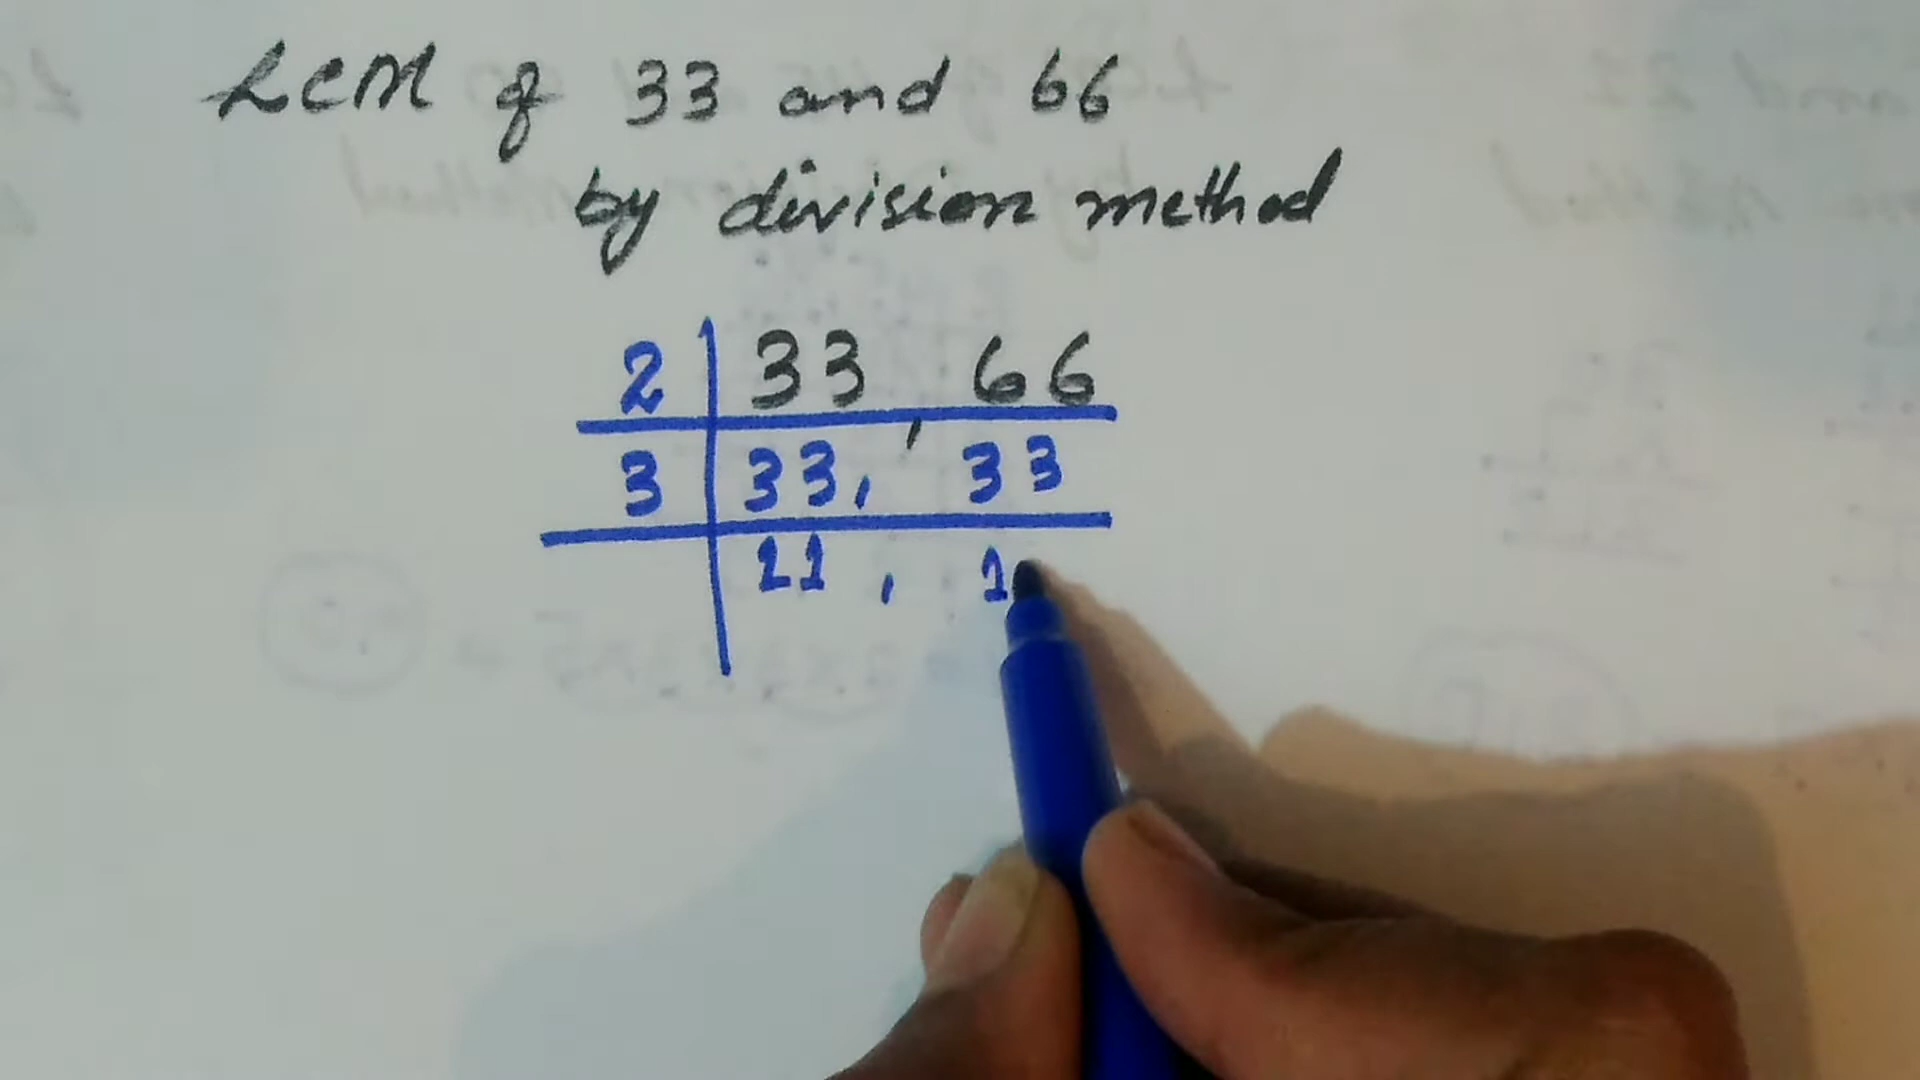 LCM of 33 and 66
by division method
2 33, 66
3 33, 33
11, 1